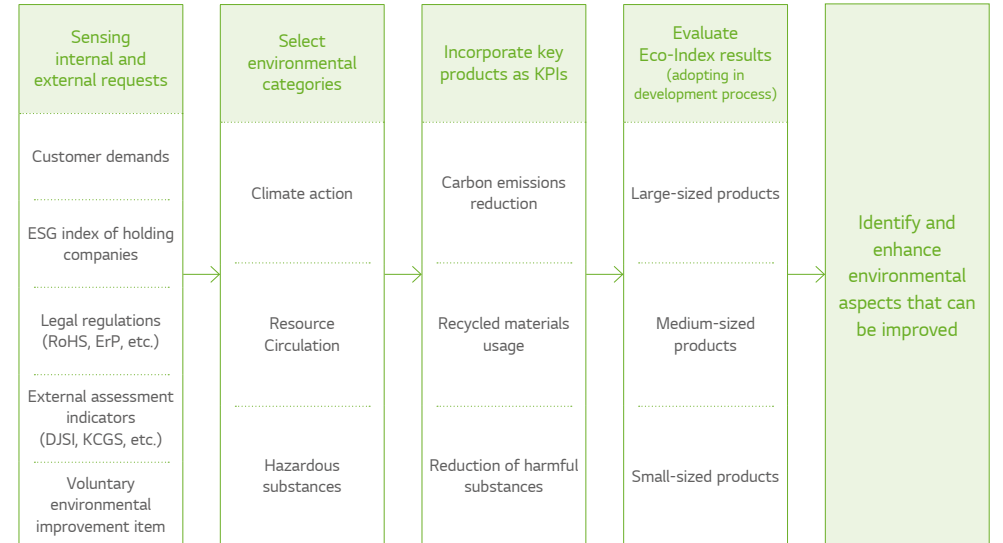 Sensing
internal and
external requests
Customer demands
ESG index of holding
companies
Legal regulations
(RoHS, ErP, etc.)
External assessment
indicators
(DJSI, KCGS, etc.)
Voluntary
environmental
improvement item
Select
environmental
categories
Climate action
Resource
Circulation
Hazardous
substances
Incorporate key
products as KPIs
Carbon emissions
reduction
Recycled materials
usage
Reduction of harmful
substances
Evaluate
Eco-Index results
(adopting in
development process)
Large-sized products
Medium-sized
products
Small-sized products
Identify and
enhance
environmental
aspects that can
be improved